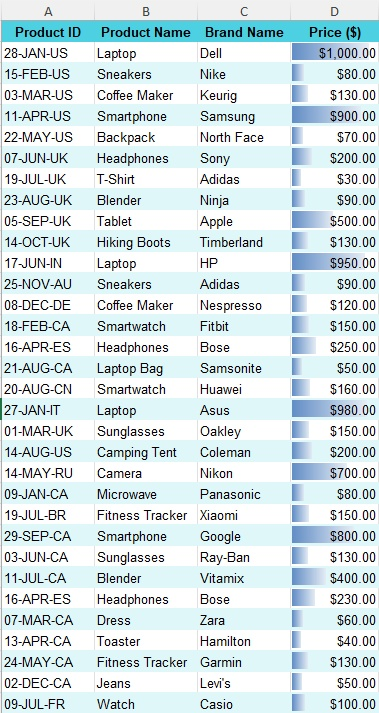 A B C D
Product ID Product Name Brand Name Price ($)
28-JAN-US Laptop Dell $1,000.00
15-FEB-US Sneakers Nike $80.00
03-MAR-US Coffee Maker Keurig $130.00
11-APR-US Smartphone Samsung $900.00
22-MAY-US Backpack North Face $70.00
07-JUN-UK Headphones Sony $200.00
19-JUL-UK T-Shirt Adidas $30.00
23-AUG-UK Blender Ninja $90.00
05-SEP-UK Tablet Apple $500.00
14-OCT-UK Hiking Boots Timberland $130.00
17-JUN-IN Laptop HP $950.00
25-NOV-AU Sneakers Adidas $90.00
08-DEC-DE Coffee Maker Nespresso $120.00
18-FEB-CA Smartwatch Fitbit $150.00
16-APR-ES Headphones Bose $250.00
21-AUG-CA Laptop Bag Samsonite $50.00
20-AUG-CN Smartwatch Huawei $160.00
27-JAN-IT Laptop Asus $980.00
01-MAR-UK Sunglasses Oakley $150.00
14-AUG-US Camping Tent Coleman $200.00
14-MAY-RU Camera Nikon $700.00
09-JAN-CA Microwave Panasonic $80.00
19-JUL-BR Fitness Tracker Xiaomi $150.00
29-SEP-CA Smartphone Google $800.00
03-JUN-CA Sunglasses Ray-Ban $130.00
11-JUL-CA Blender Vitamix $400.00
16-APR-ES Headphones Bose $230.00
07-MAR-CA Dress Zara $60.00
13-APR-CA Toaster Hamilton $40.00
24-MAY-CA Fitness Tracker Garmin $130.00
02-DEC-CA Jeans Levi's $50.00
09-JUL-FR Watch Casio $100.00